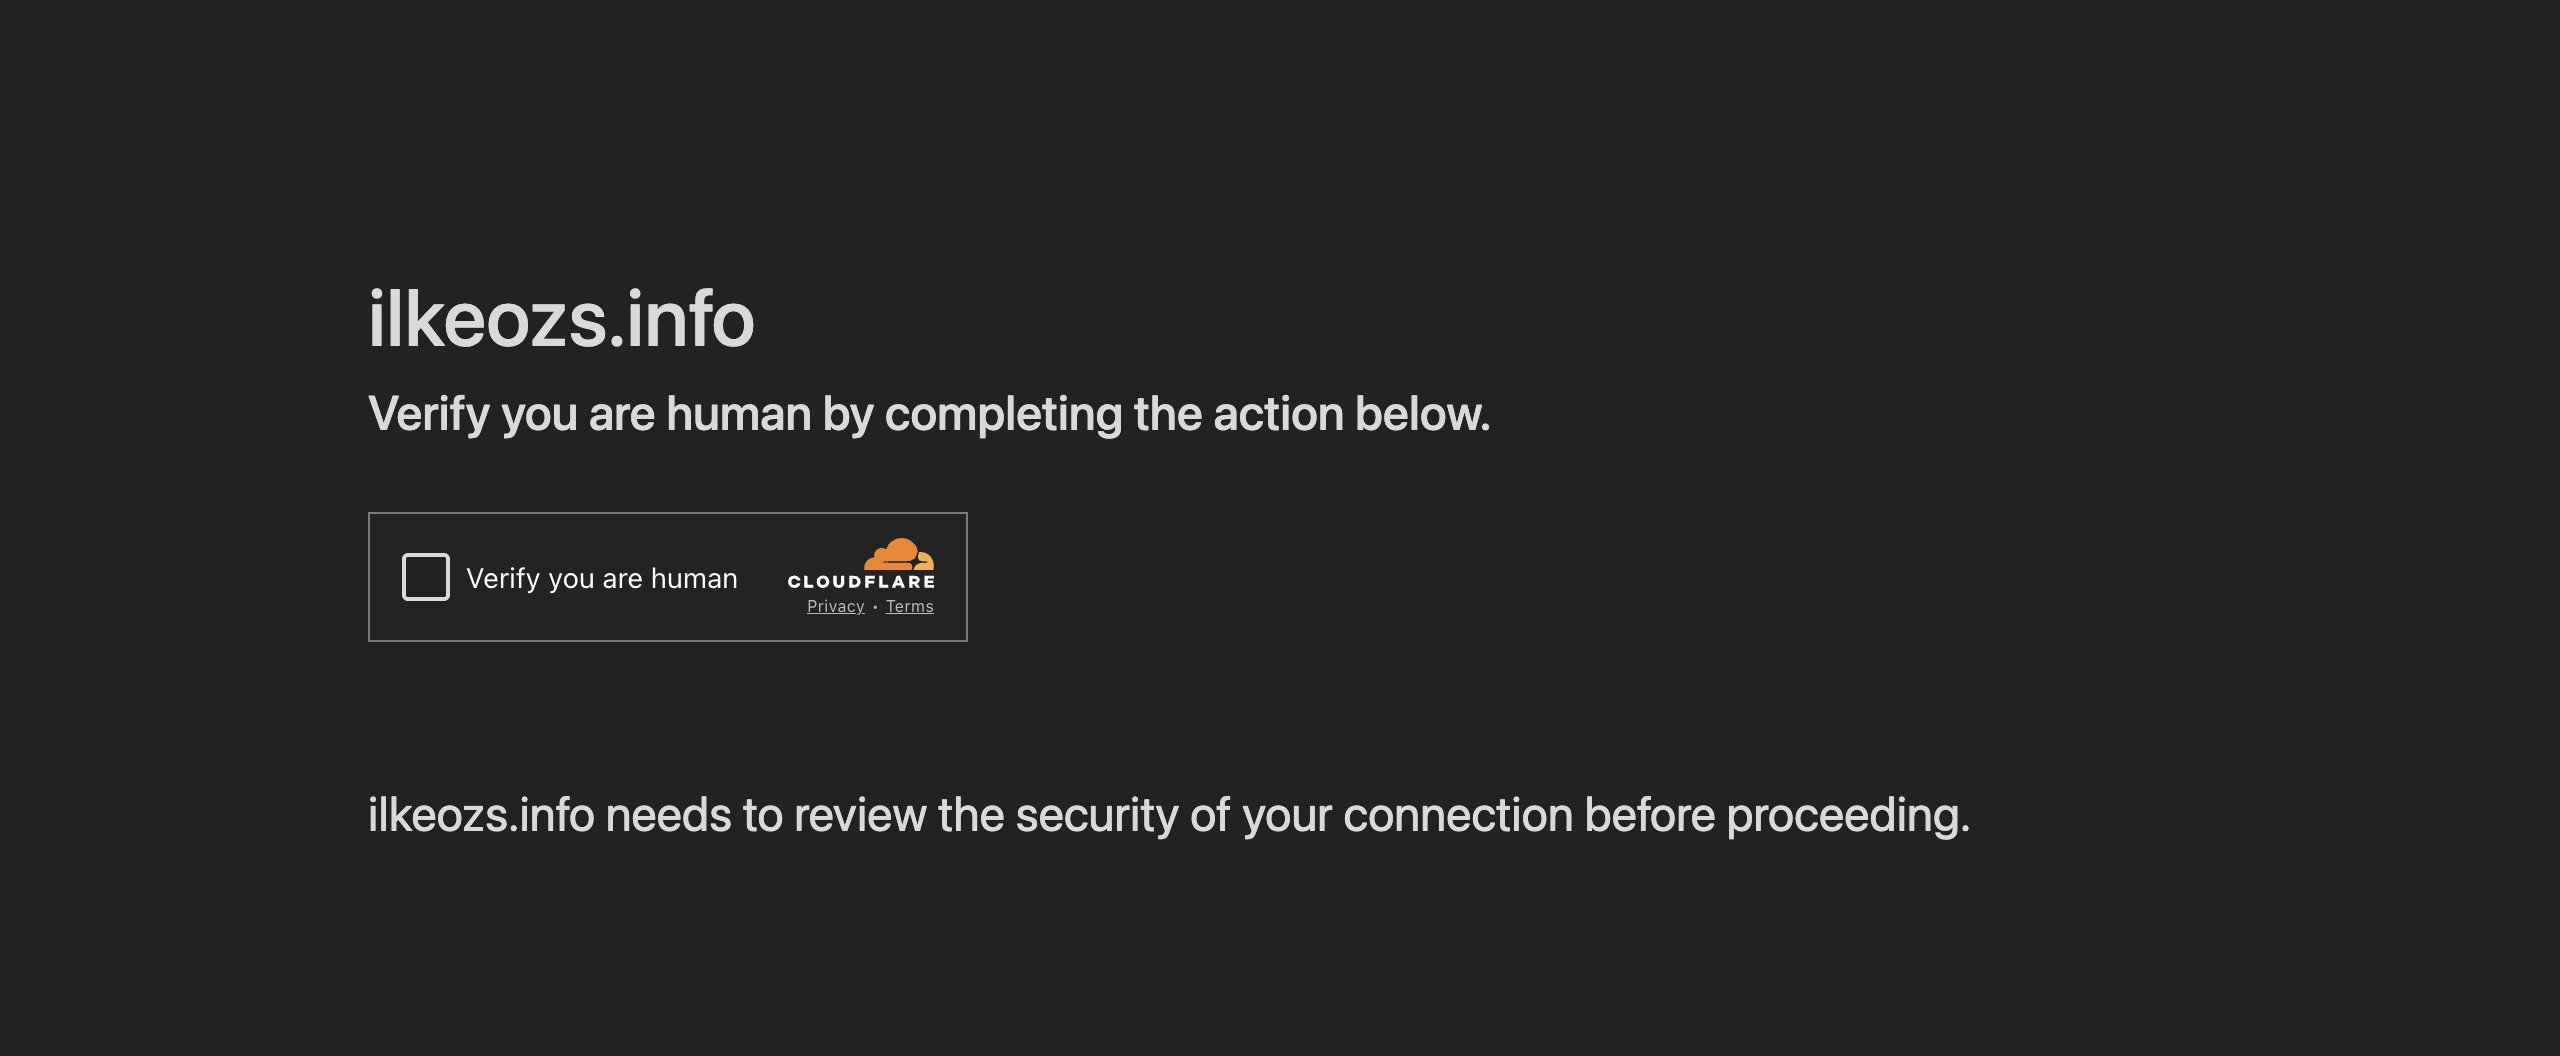 ilkeozs.info
Verify you are human by completing the action below.
Verify you are human
CLOUDFLARE
Privacy • Terms
ilkeozs.info needs to review the security of your connection before proceeding.